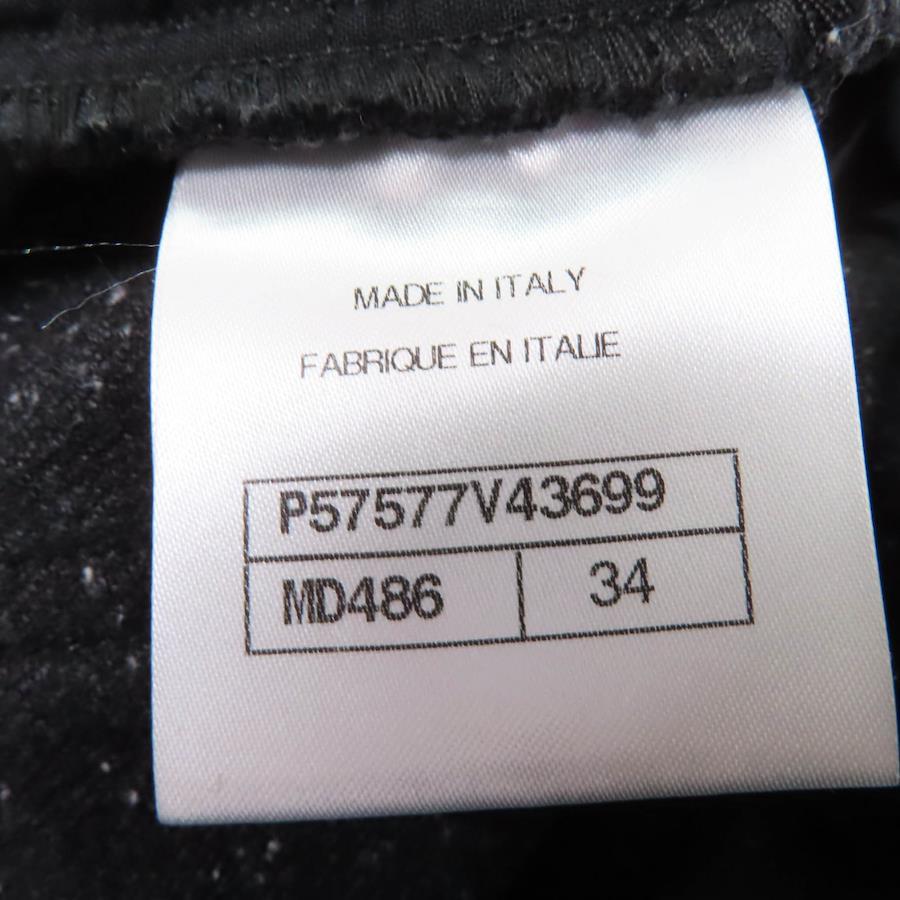 MADE IN ITALY
FABRIQUE EN ITALIE
P57577V43699
MD486 34